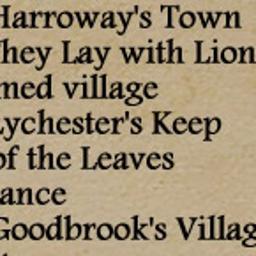 Harroway's Town
They Lay with Lion
med village
Lychester's Keep
of the Leaves
ance
Goodbrook's Villag